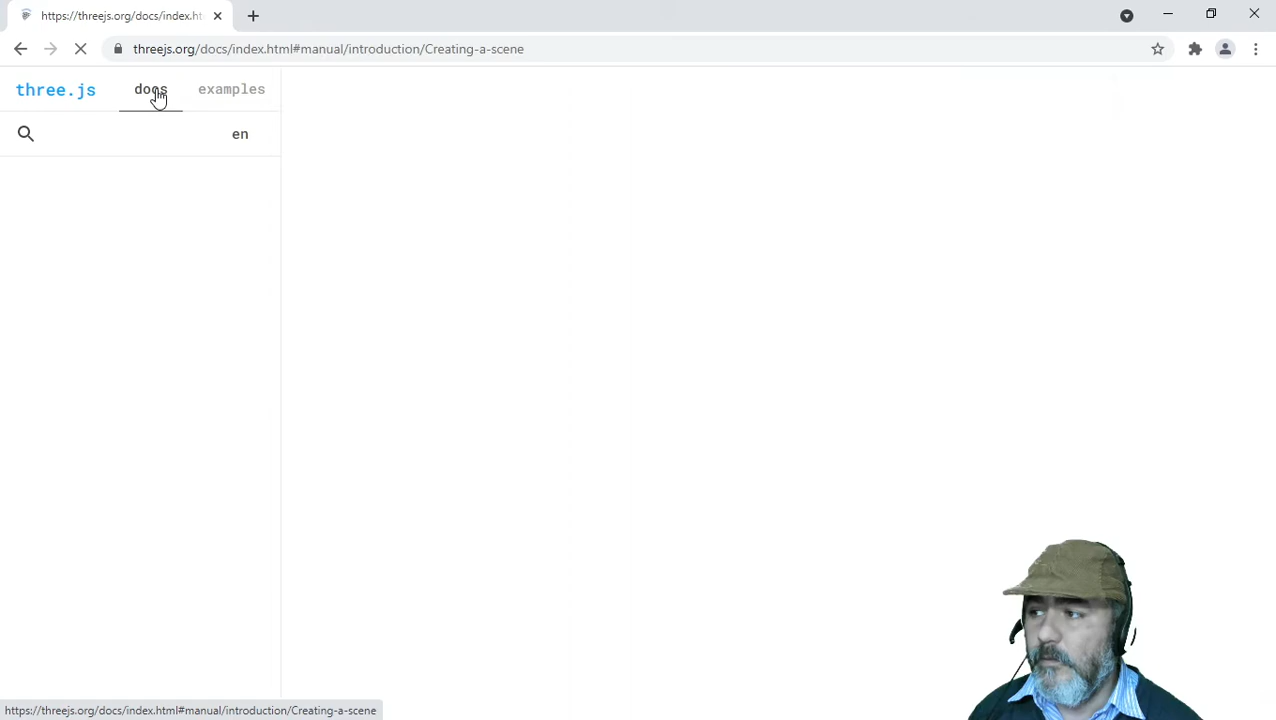 https://threejs.org/docs/index.ht
threejs.org/docs/index.html#manual/introduction/Creating-a-scene
three.js docs examples
en
https://threejs.org/docs/index.html#manual/introduction/Creating-a-scene